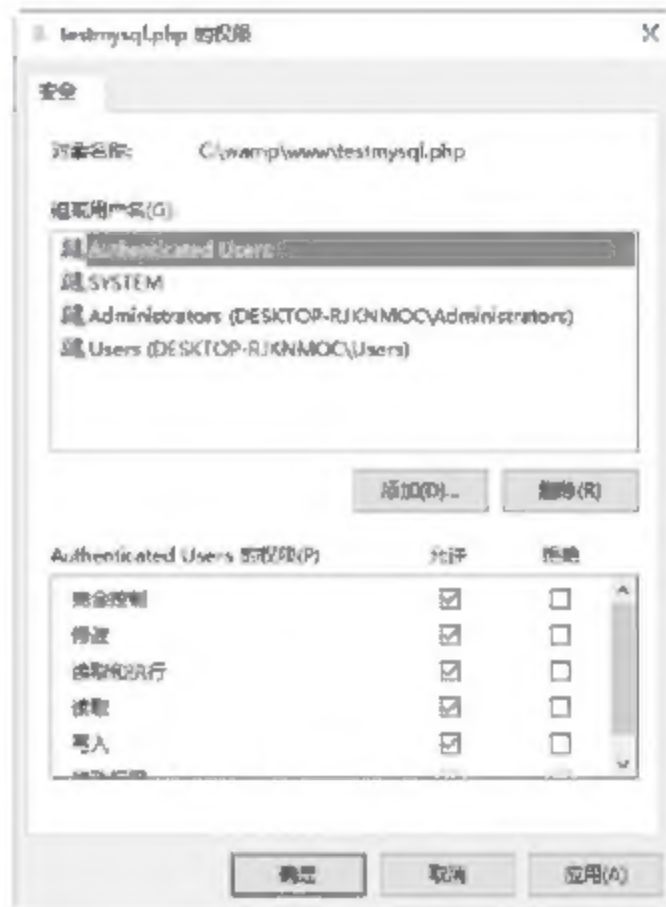 testmysql.php 的权限
安全
对象名称: C:\wamp\www\testmysql.php
组或用户名(G):
Authenticated Users
SYSTEM
Administrators (DESKTOP-RJKNMOC\Administrators)
Users (DESKTOP-RJKNMOC\Users)
添加(D)... 删除(R)
Authenticated Users 的权限(P) 允许 拒绝
完全控制
修改
读取和执行
读取
写入
确定 取消 应用(A)